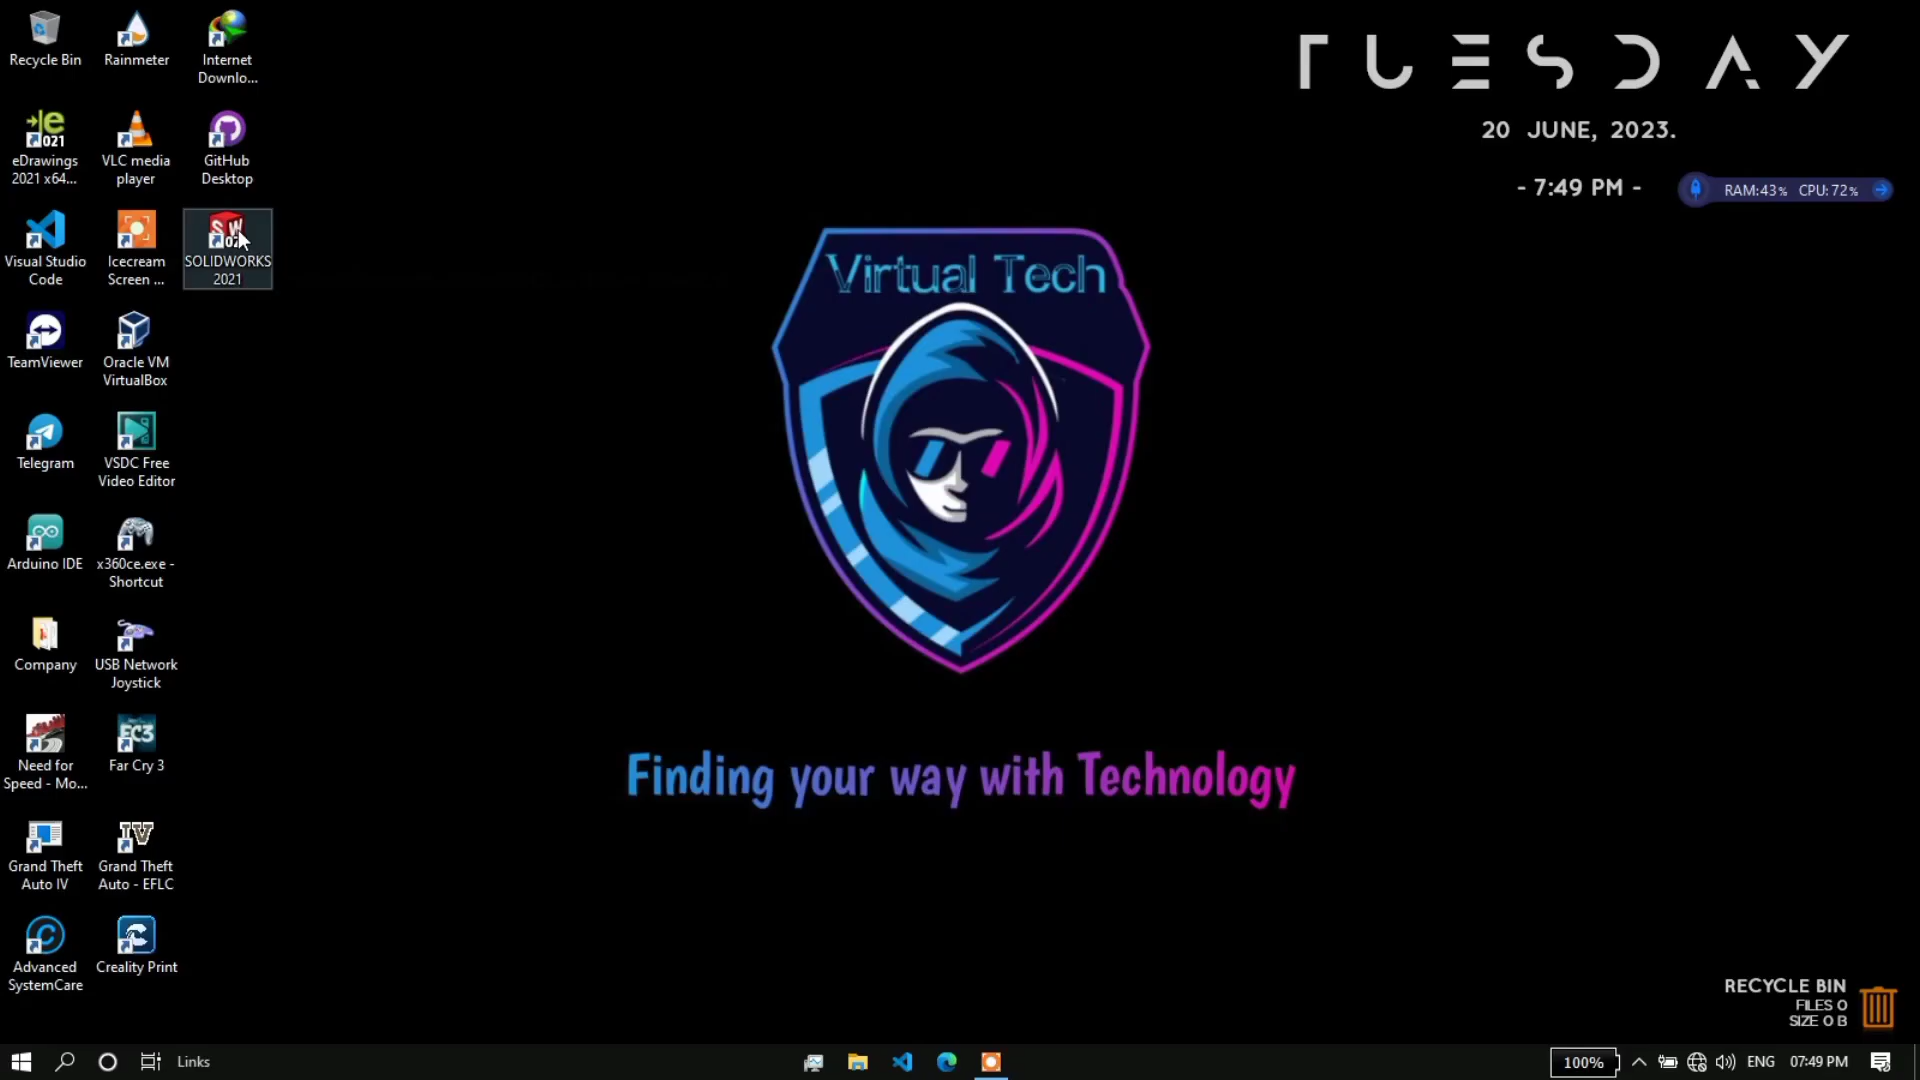 Recycle Bin
Rainmeter
Internet
Downlo...
eDrawings
2021 x64...
VLC media
player
GitHub
Desktop
Visual Studio
Code
Icecream
Screen ...
SOLIDWORKS
2021
TeamViewer
Oracle VM
VirtualBox
Telegram
VSDC Free
Video Editor
Arduino IDE
x360ce.exe -
Shortcut
Company
USB Network
Joystick
Need for
Speed - Mo...
Far Cry 3
Grand Theft
Auto IV
Grand Theft
Auto - EFLC
Advanced
SystemCare
Creality Print
TUESDAY
20 JUNE, 2023.
- 7:49 PM -
RAM:43% CPU:72%
Virtual Tech
Finding your way with Technology
RECYCLE BIN
FILES 0
SIZE 0 B
Links
100%
ENG
07:49 PM